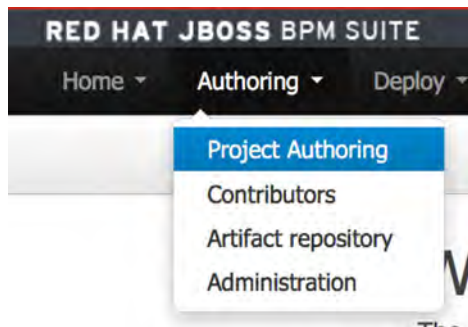 RED HAT JBOSS BPM SUITE
Home Authoring Deploy
Project Authoring
Contributors
Artifact repository
Administration